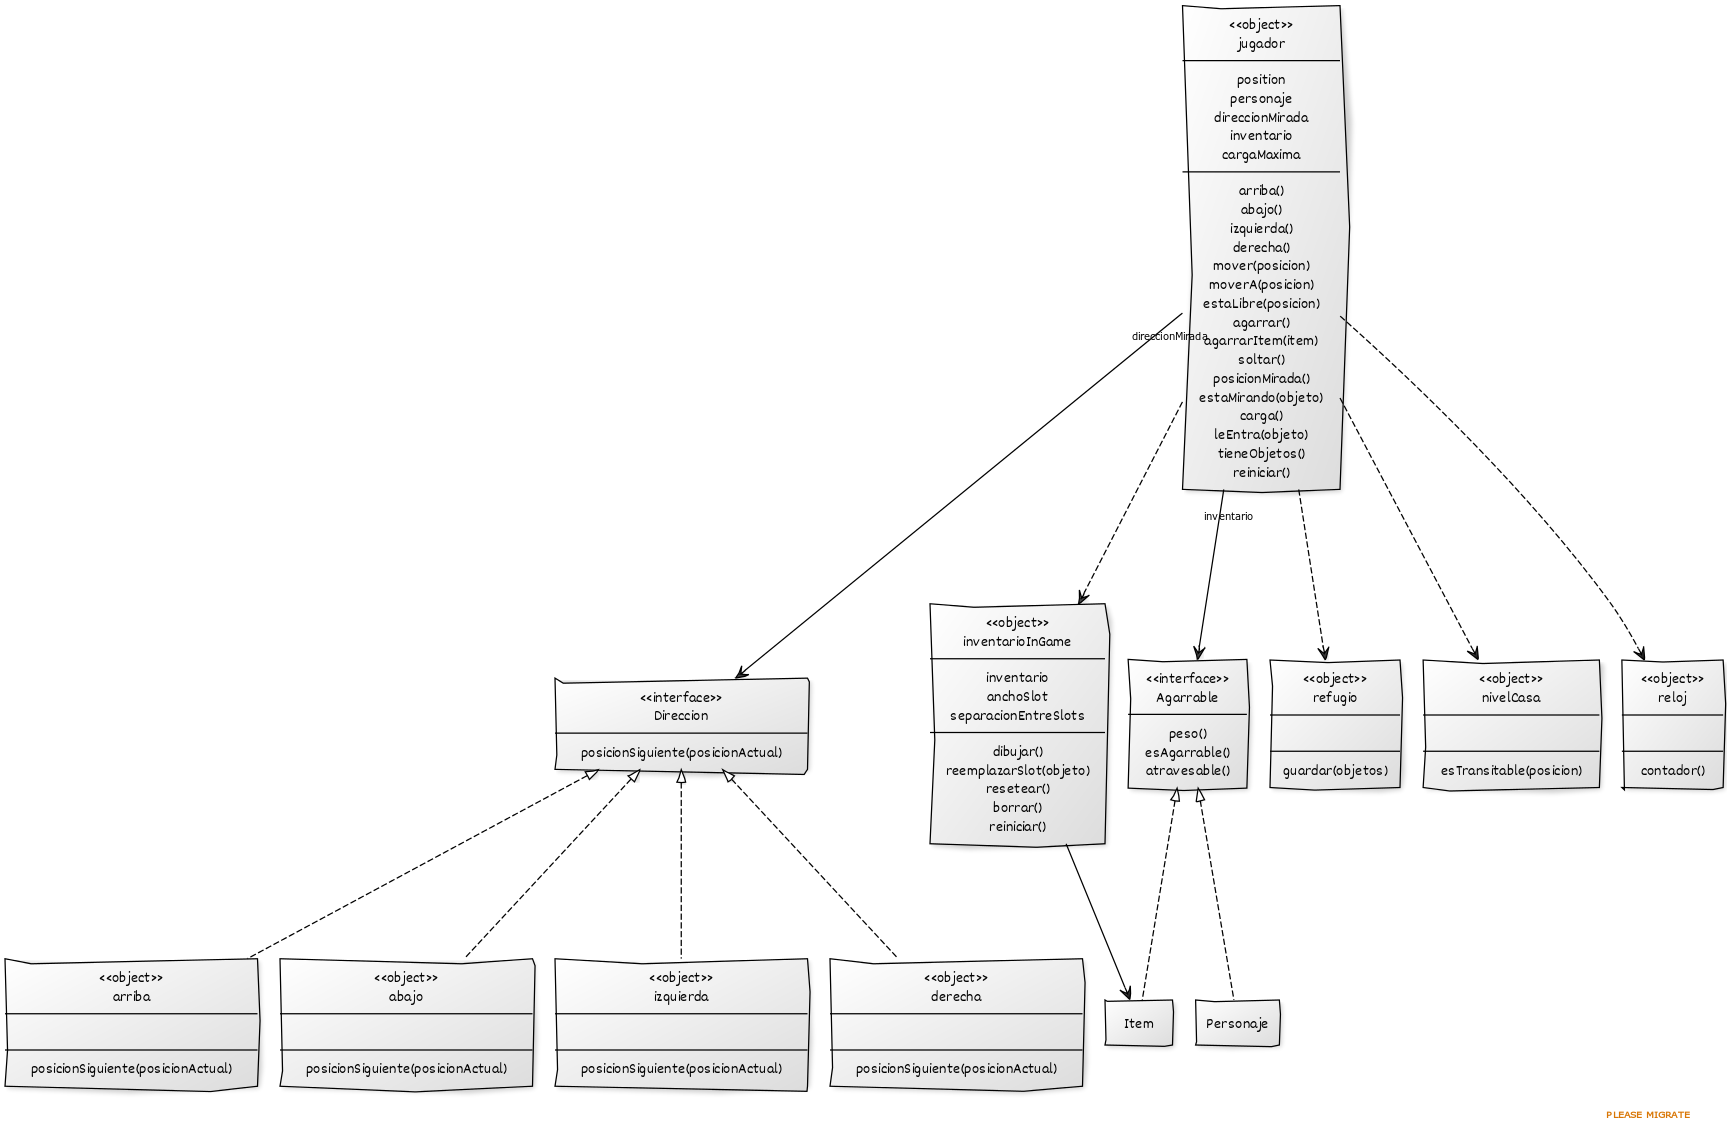 <<object>>
jugador
position
personaje
direccionMirada
inventario
cargaMaxima
arriba()
abajo()
izquierda()
derecha()
mover(posicion)
moverA(posicion)
estaLibre(posicion)
agarrar()
agarrarItem(item)
soltar()
posicionMirada()
estaMirando(objeto)
carga()
leEntra(objeto)
tieneObjetos()
reiniciar()
direccionMirada
inventario
<<interface>>
Direccion
posicionSiguiente(posicionActual)
<<object>>
inventarioInGame
inventario
anchoSlot
separacionEntreSlots
dibujar()
reemplazarSlot(objeto)
resetear()
borrar()
reiniciar()
<<interface>>
Agarrable
peso()
esAgarrable()
atravesable()
<<object>>
refugio
guardar(objetos)
<<object>>
nivelCasa
esTransitable(posicion)
<<object>>
reloj
contador()
<<object>>
arriba
posicionSiguiente(posicionActual)
<<object>>
abajo
posicionSiguiente(posicionActual)
<<object>>
izquierda
posicionSiguiente(posicionActual)
<<object>>
derecha
posicionSiguiente(posicionActual)
Item
Personaje
PLEASE MIGRATE